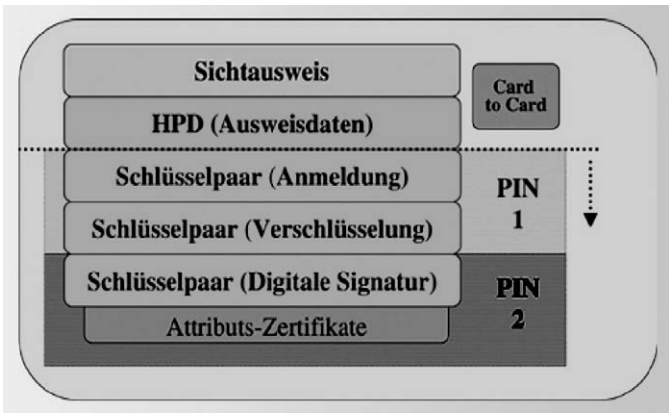 Sichtausweis
Card
to Card
HPD (Ausweisdaten)
Schlüsselpaar (Anmeldung)
PIN
1
Schlüsselpaar (Verschlüsselung)
Schlüsselpaar (Digitale Signatur)
PIN
2
Attributs-Zertifikate